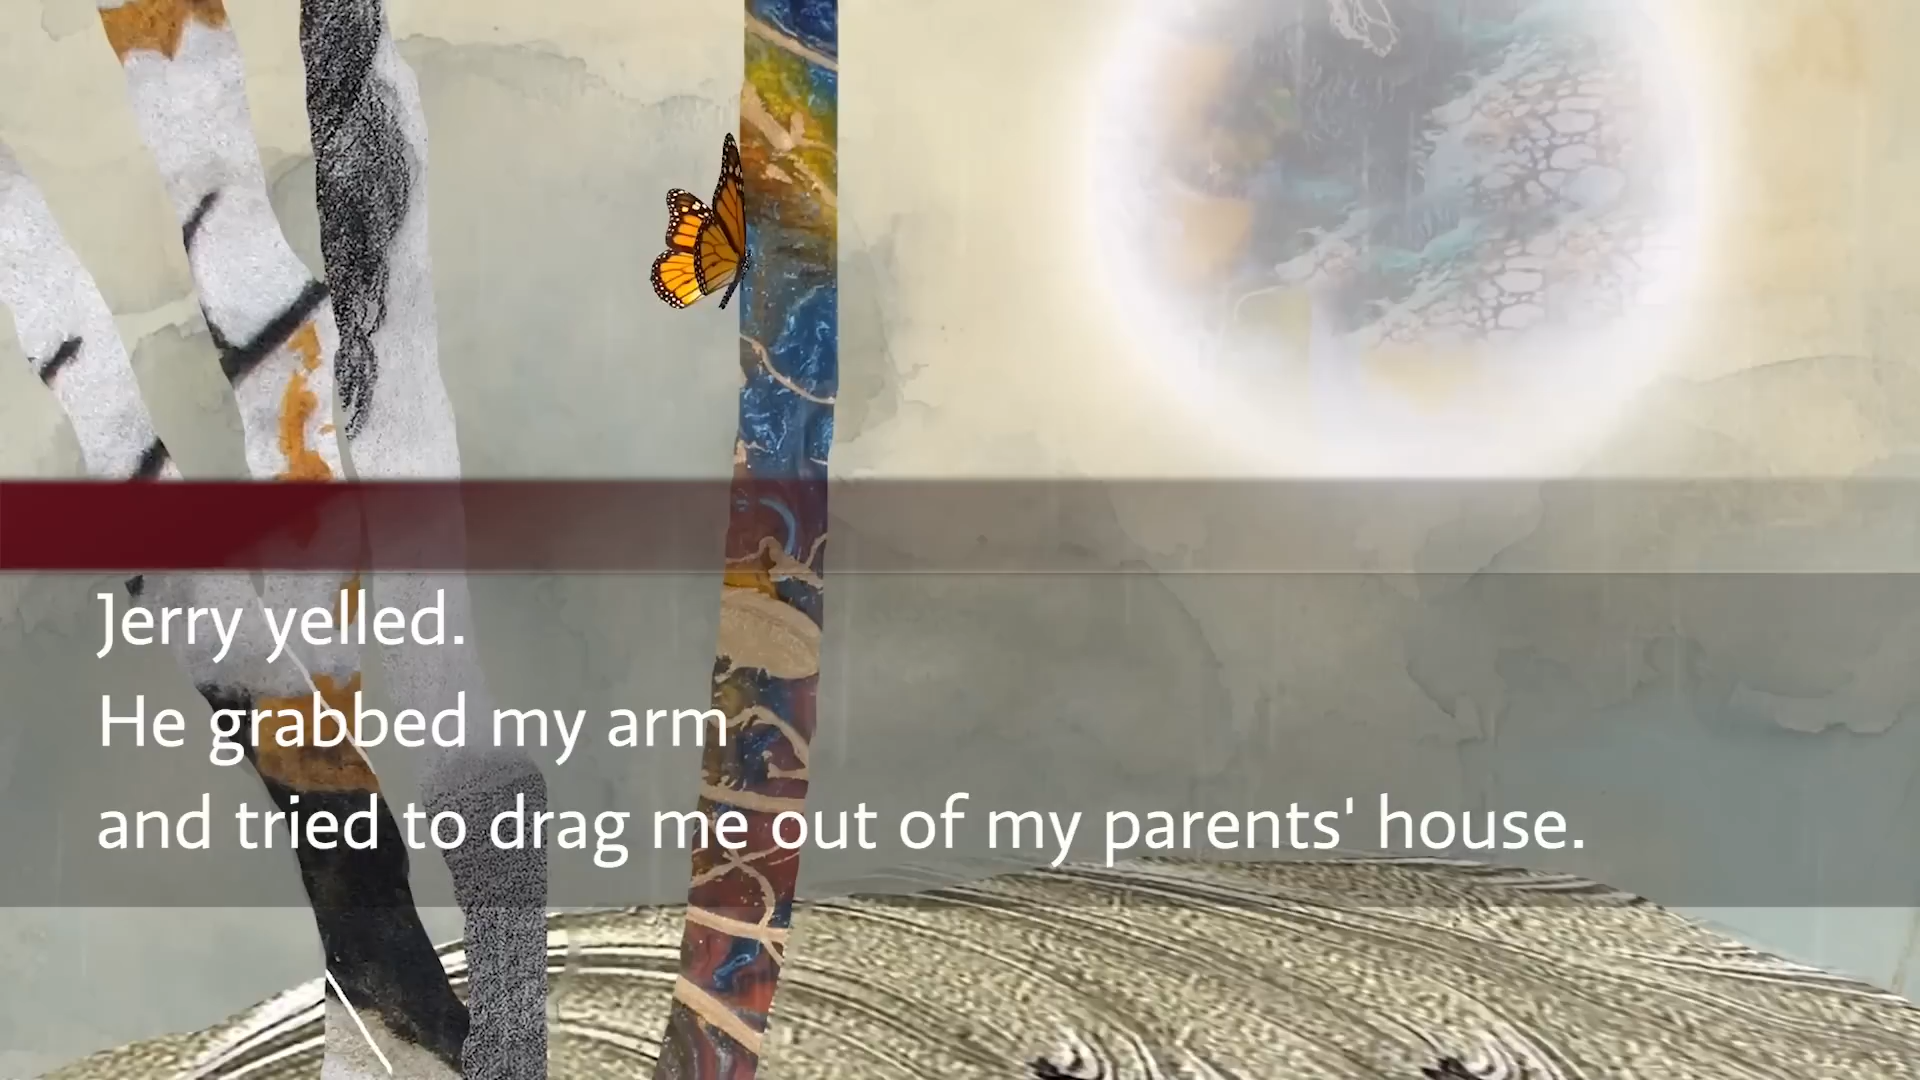 Jerry yelled.
He grabbed my arm
and tried to drag me out of my parents' house.